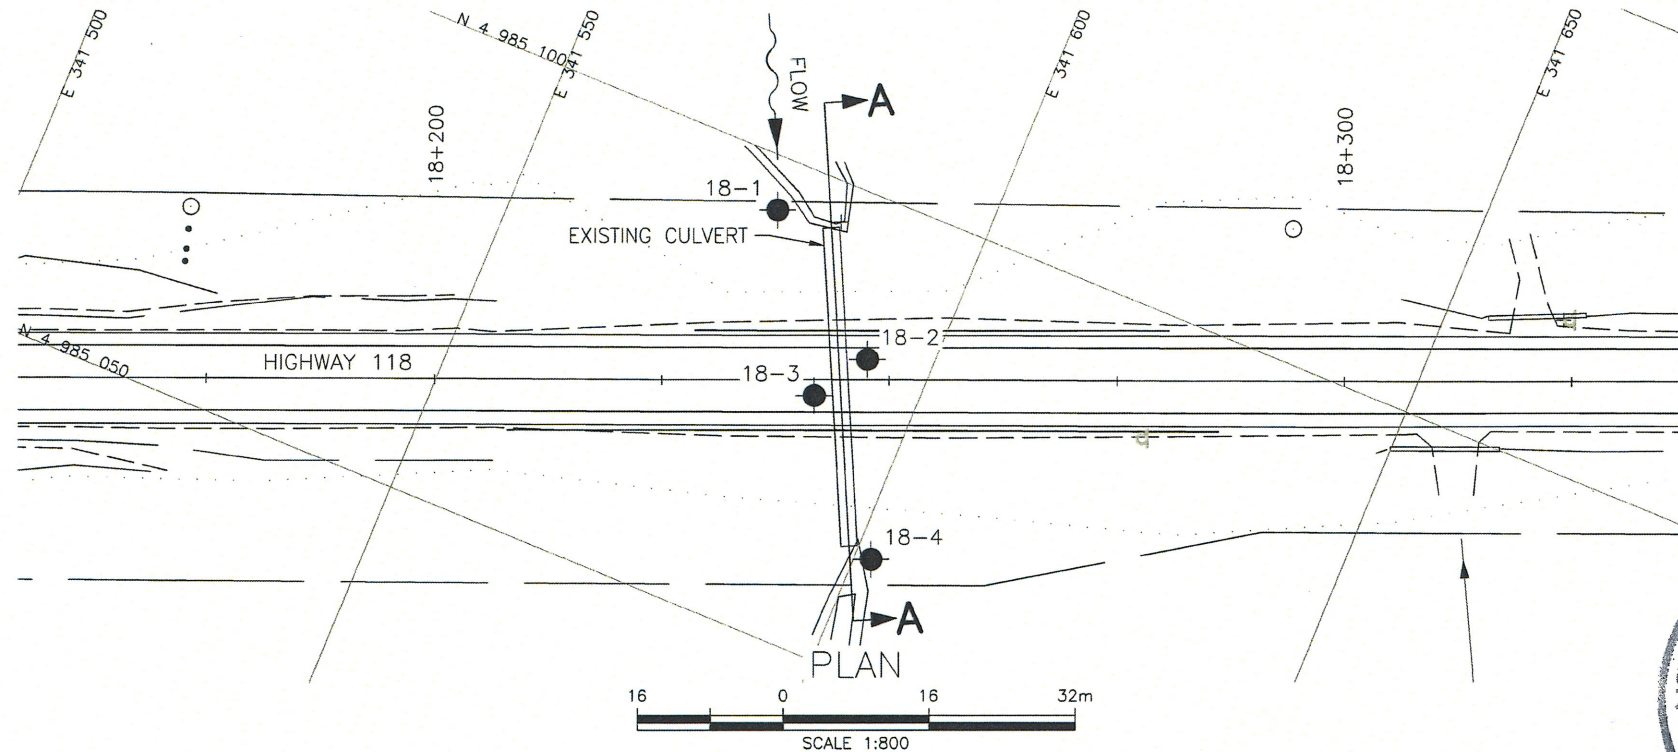 E 341 500
N 4 985 100
E 341 550
FLOW
A
E 341 600
E 341 650
18+200
18+300
18-1
EXISTING CULVERT
N 4 985 050
HIGHWAY 118
18-2
18-3
18-4
A
PLAN
16 0 16 32m
SCALE 1:800